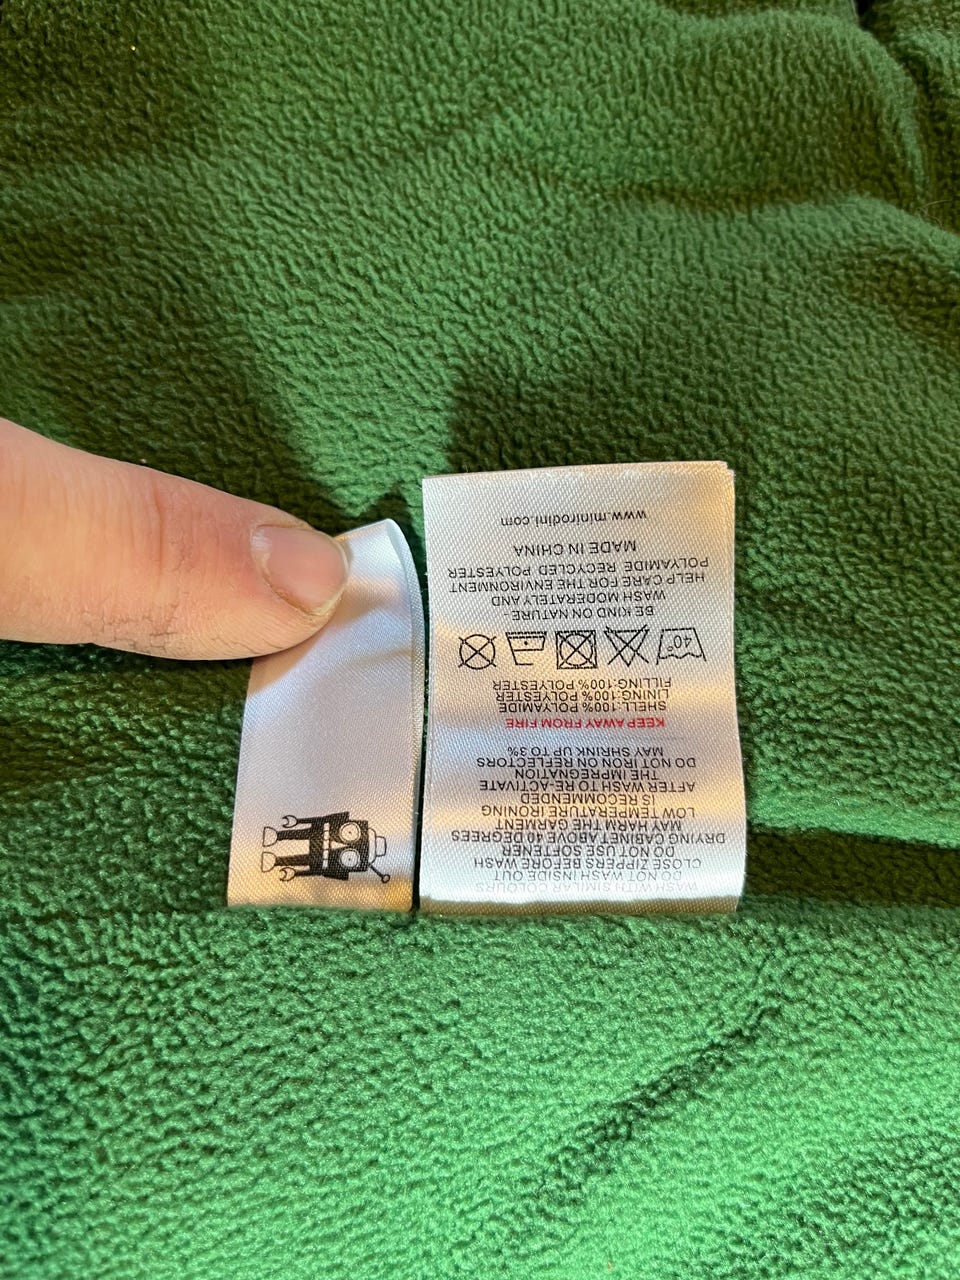 WASH WITH SIMILAR COLOURS
DO NOT WASH INSIDE OUT
CLOSE ZIPPERS BEFORE WASH
DO NOT USE SOFTENER
DRYING CABINET ABOVE 40 DEGREES
MAY HARM THE GARMENT
LOW TEMPERATURE IRONING
IS RECOMMENDED
AFTER WASH TO RE-ACTIVATE
THE IMPREGNATION
DO NOT IRON ON REFLECTORS
MAY SHRINK UP TO 3%
KEEP AWAY FROM FIRE
SHELL:100% POLYAMIDE
LINING:100% POLYESTER
FILLING:100% POLYESTER
40°
BE KIND ON NATURE-
WASH MODERATELY AND
HELP CARE FOR THE ENVIRONMENT
POLYAMIDE RECYCLED POLYESTER
MADE IN CHINA
www.minirodini.com